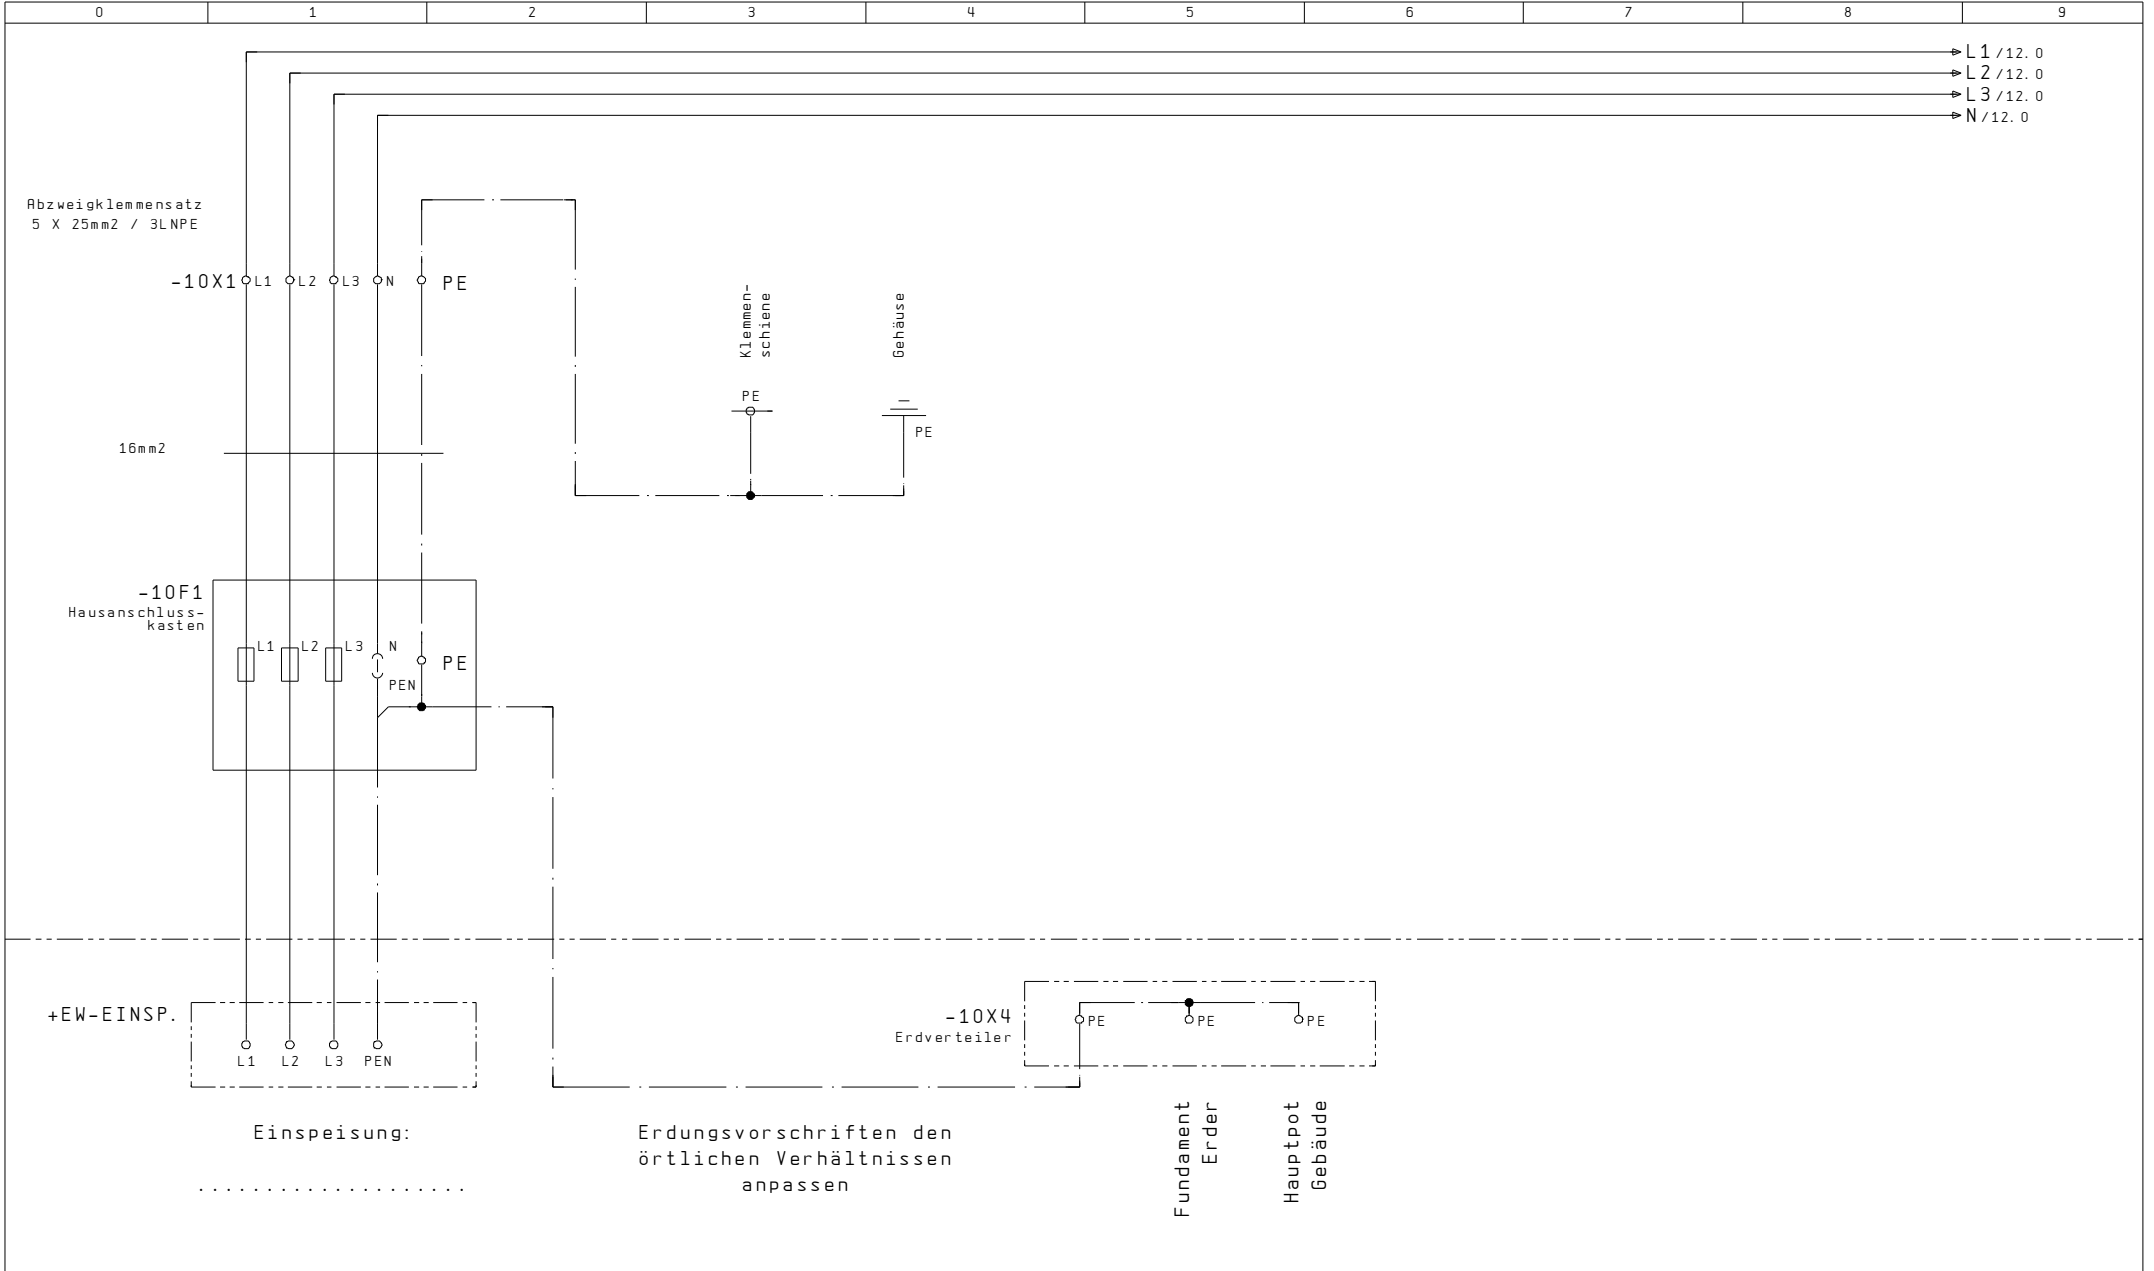 0 1 2 3 4 5 6 7 8 9
L1/12.0
L2/12.0
L3/12.0
N/12.0
Abzweigklemmensatz
5 X 25mm2 / 3LNPE
-10X1 L1 L2 L3 N PE
Klemmen-
schiene
Gehäuse
PE
PE
16mm2
-10F1
Hausanschluss-
kasten
L1 L2 L3 N
PE
PEN
+EW-EINSP.
L1 L2 L3 PEN
-10X4
Erdverteiler
PE PE PE
Einspeisung:
....................
Erdungsvorschriften den
örtlichen Verhältnissen
anpassen
Fundament
Erder
Hauptpot
Gebäude